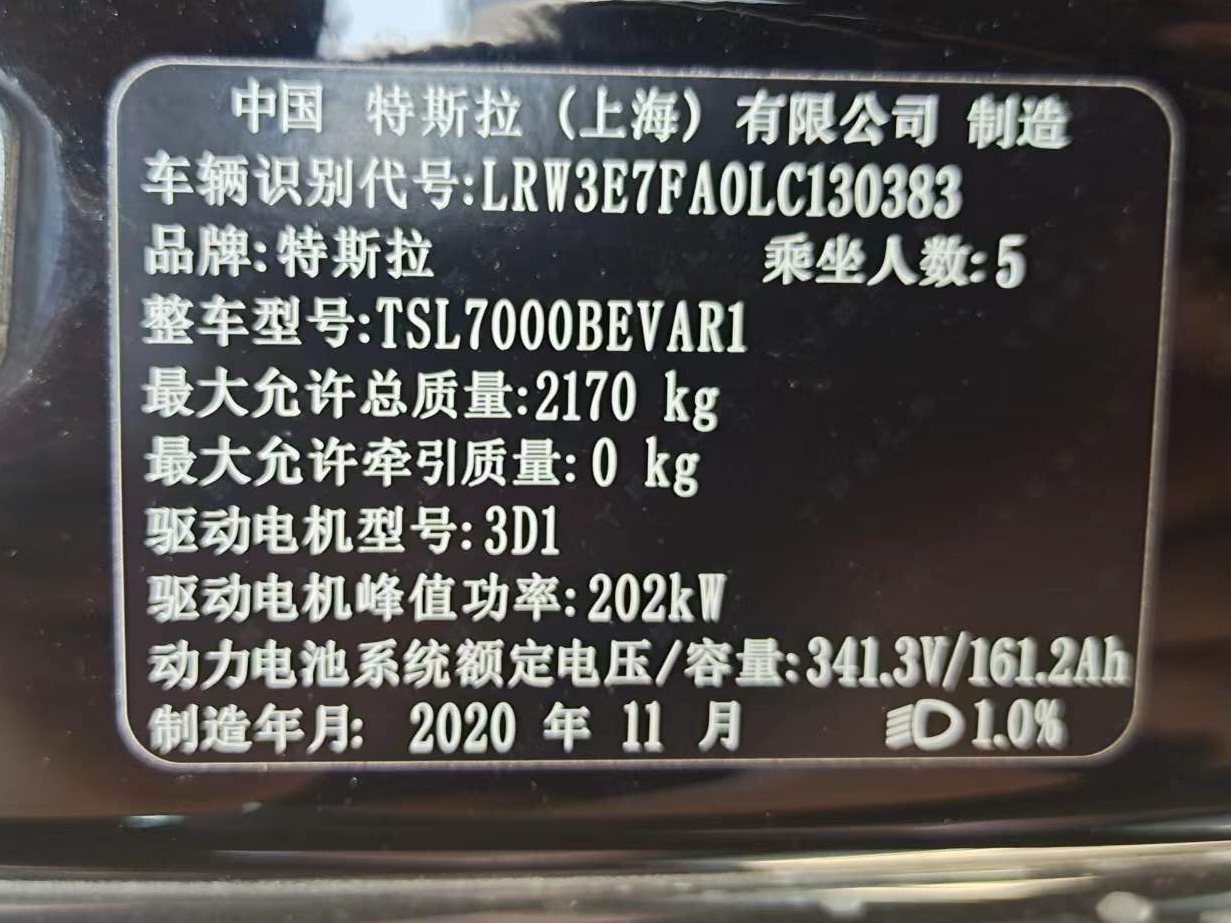 中国 特斯拉（上海）有限公司 制造
车辆识别代号:LRW3E7FA0LC130383
品牌:特斯拉 乘坐人数:5
整车型号:TSL7000BEVAR1
最大允许总质量:2170 kg
最大允许牵引质量:0 kg
驱动电机型号:3D1
驱动电机峰值功率:202kW
动力电池系统额定电压/容量:341.3V/161.2Ah
制造年月: 2020 年 11 月 1.0%